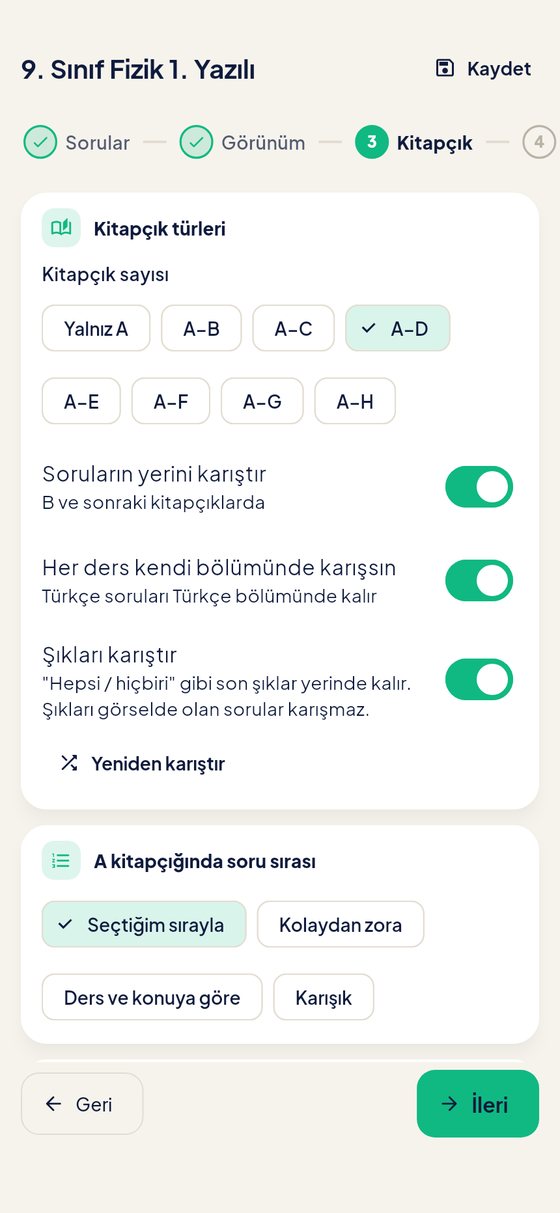 9. Sınıf Fizik 1. Yazılı
Kaydet
Sorular
Görünüm
3 Kitapçık
4
Kitapçık türleri
Kitapçık sayısı
Yalnız A
A–B
A–C
A–D
A–E
A–F
A–G
A–H
Soruların yerini karıştır
B ve sonraki kitapçıklarda
Her ders kendi bölümünde karışsın
Türkçe soruları Türkçe bölümünde kalır
Şıkları karıştır
"Hepsi / hiçbiri" gibi son şıklar yerinde kalır.
Şıkları görselde olan sorular karışmaz.
Yeniden karıştır
A kitapçığında soru sırası
Seçtiğim sırayla
Kolaydan zora
Ders ve konuya göre
Karışık
Geri
İleri